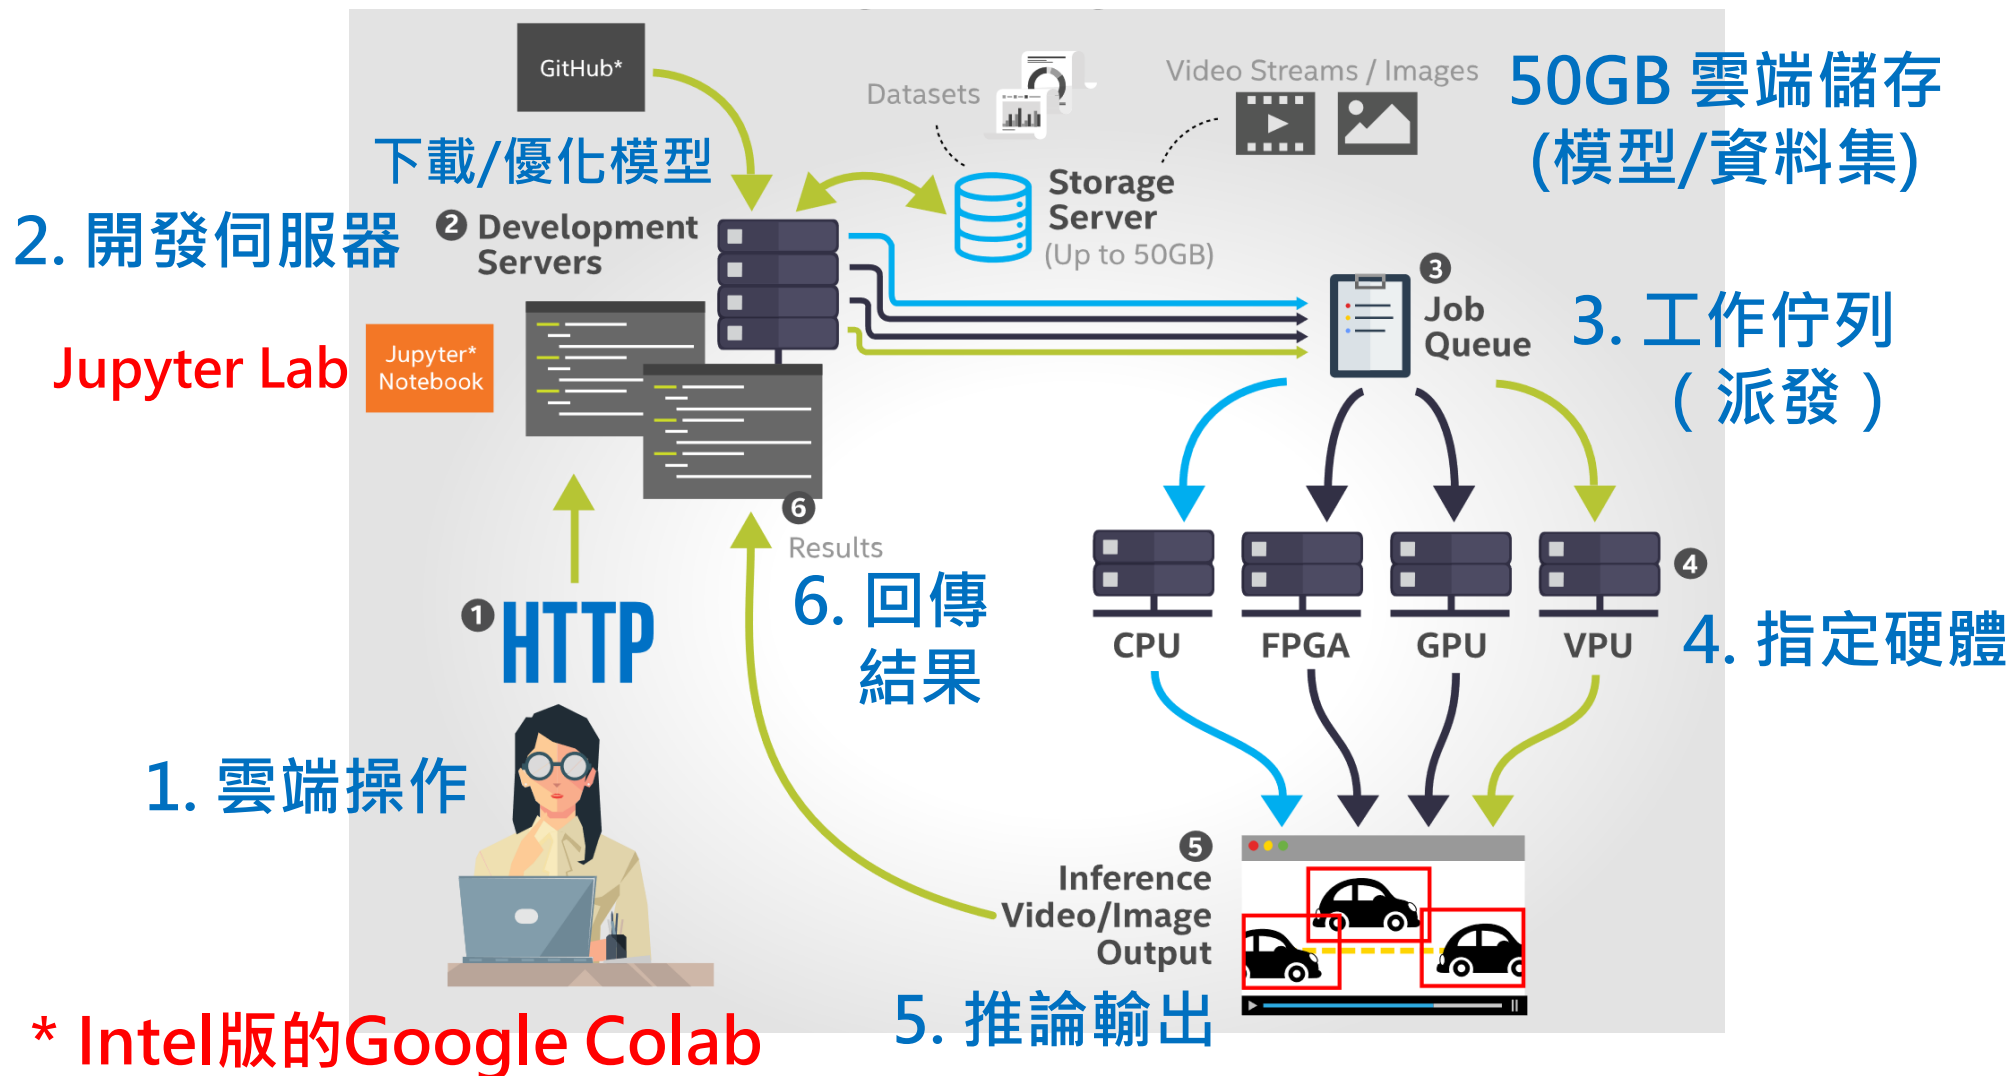 GitHub*
Datasets
Video Streams / Images
50GB 雲端儲存
(模型/資料集)
下載/優化模型
Storage
Server
(Up to 50GB)
2. 開發伺服器
2 Development
Servers
3
Job
Queue
3. 工作佇列
( 派發 )
Jupyter Lab
Jupyter*
Notebook
6
Results
6. 回傳
結果
4
CPU
FPGA
GPU
VPU
4. 指定硬體
1 HTTP
1. 雲端操作
5
Inference
Video/Image
Output
5. 推論輸出
* Intel版的Google Colab